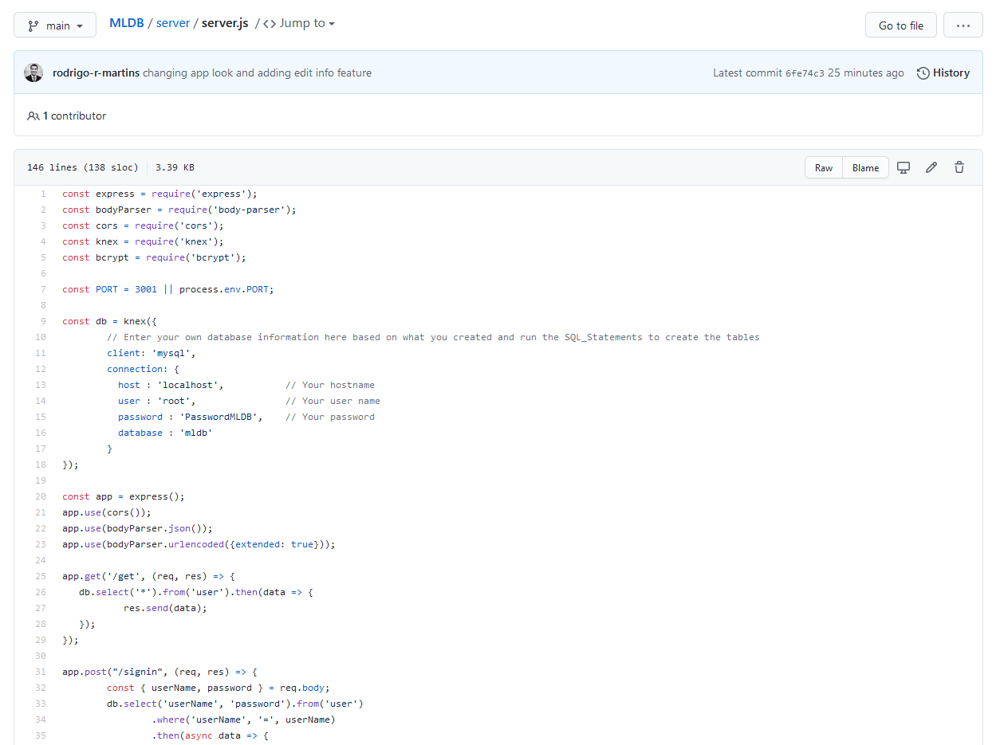 main
MLDB / server / server.js / <> Jump to
Go to file
...
rodrigo-r-martins changing app look and adding edit info feature
Latest commit 6fe74c3 25 minutes ago
History
1 contributor
146 lines (138 sloc) 3.39 KB
Raw
Blame
1 const express = require('express');
2 const bodyParser = require('body-parser');
3 const cors = require('cors');
4 const knex = require('knex');
5 const bcrypt = require('bcrypt');
6
7 const PORT = 3001 || process.env.PORT;
8
9 const db = knex({
10         // Enter your own database information here based on what you created and run the SQL_Statements to create the tables
11         client: 'mysql',
12         connection: {
13           host : 'localhost',           // Your hostname
14           user : 'root',                // Your user name
15           password : 'PasswordMLDB',    // Your password
16           database : 'mldb'
17         }
18 });
19
20 const app = express();
21 app.use(cors());
22 app.use(bodyParser.json());
23 app.use(bodyParser.urlencoded({extended: true}));
24
25 app.get('/get', (req, res) => {
26    db.select('*').from('user').then(data => {
27            res.send(data);
28    });
29 });
30
31 app.post("/signin", (req, res) => {
32         const { userName, password } = req.body;
33         db.select('userName', 'password').from('user')
34                 .where('userName', '=', userName)
35                 .then(async data => {